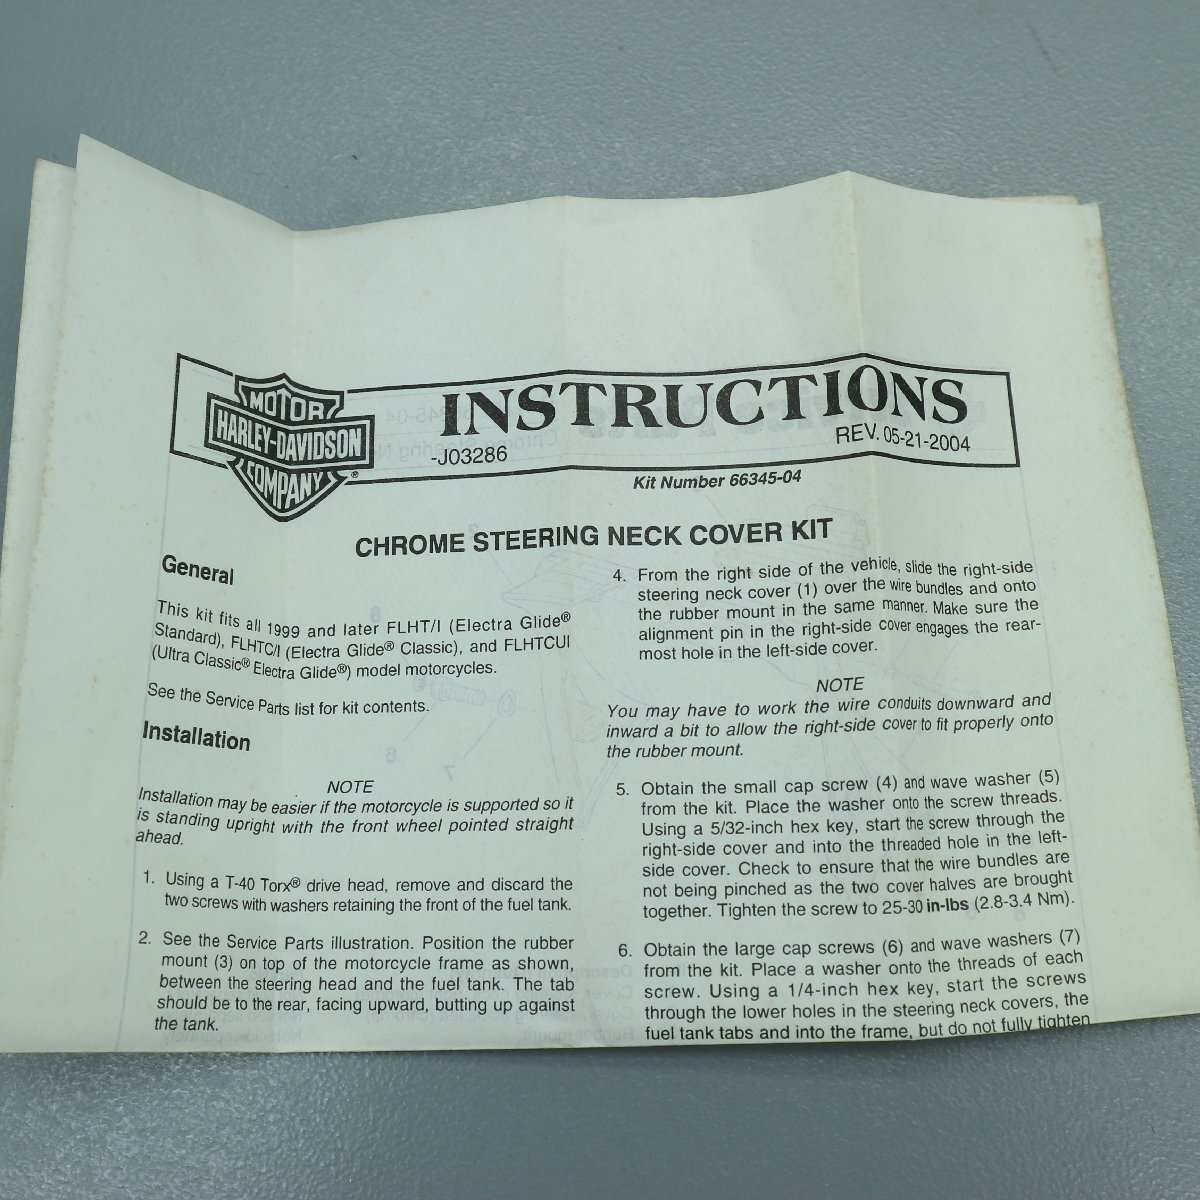 MOTOR
HARLEY-DAVIDSON
COMPANY
®
INSTRUCTIONS
-J03286
REV. 05-21-2004
Kit Number 66345-04
CHROME STEERING NECK COVER KIT
General
This kit fits all 1999 and later FLHT/I (Electra Glide®
Standard), FLHTC/I (Electra Glide® Classic), and FLHTCUI
(Ultra Classic® Electra Glide®) model motorcycles.
See the Service Parts list for kit contents.
Installation
NOTE
Installation may be easier if the motorcycle is supported so it
is standing upright with the front wheel pointed straight
ahead.
1. Using a T-40 Torx® drive head, remove and discard the
two screws with washers retaining the front of the fuel tank.
2. See the Service Parts illustration. Position the rubber
mount (3) on top of the motorcycle frame as shown,
between the steering head and the fuel tank. The tab
should be to the rear, facing upward, butting up against
the tank.
4. From the right side of the vehicle, slide the right-side
steering neck cover (1) over the wire bundles and onto
the rubber mount in the same manner. Make sure the
alignment pin in the right-side cover engages the rear-
most hole in the left-side cover.
NOTE
You may have to work the wire conduits downward and
inward a bit to allow the right-side cover to fit properly onto
the rubber mount.
5. Obtain the small cap screw (4) and wave washer (5)
from the kit. Place the washer onto the screw threads.
Using a 5/32-inch hex key, start the screw through the
right-side cover and into the threaded hole in the left-
side cover. Check to ensure that the wire bundles are
not being pinched as the two cover halves are brought
together. Tighten the screw to 25-30 in-lbs (2.8-3.4 Nm).
6. Obtain the large cap screws (6) and wave washers (7)
from the kit. Place a washer onto the threads of each
screw. Using a 1/4-inch hex key, start the screws
through the lower holes in the steering neck covers, the
fuel tank tabs and into the frame, but do not fully tighten